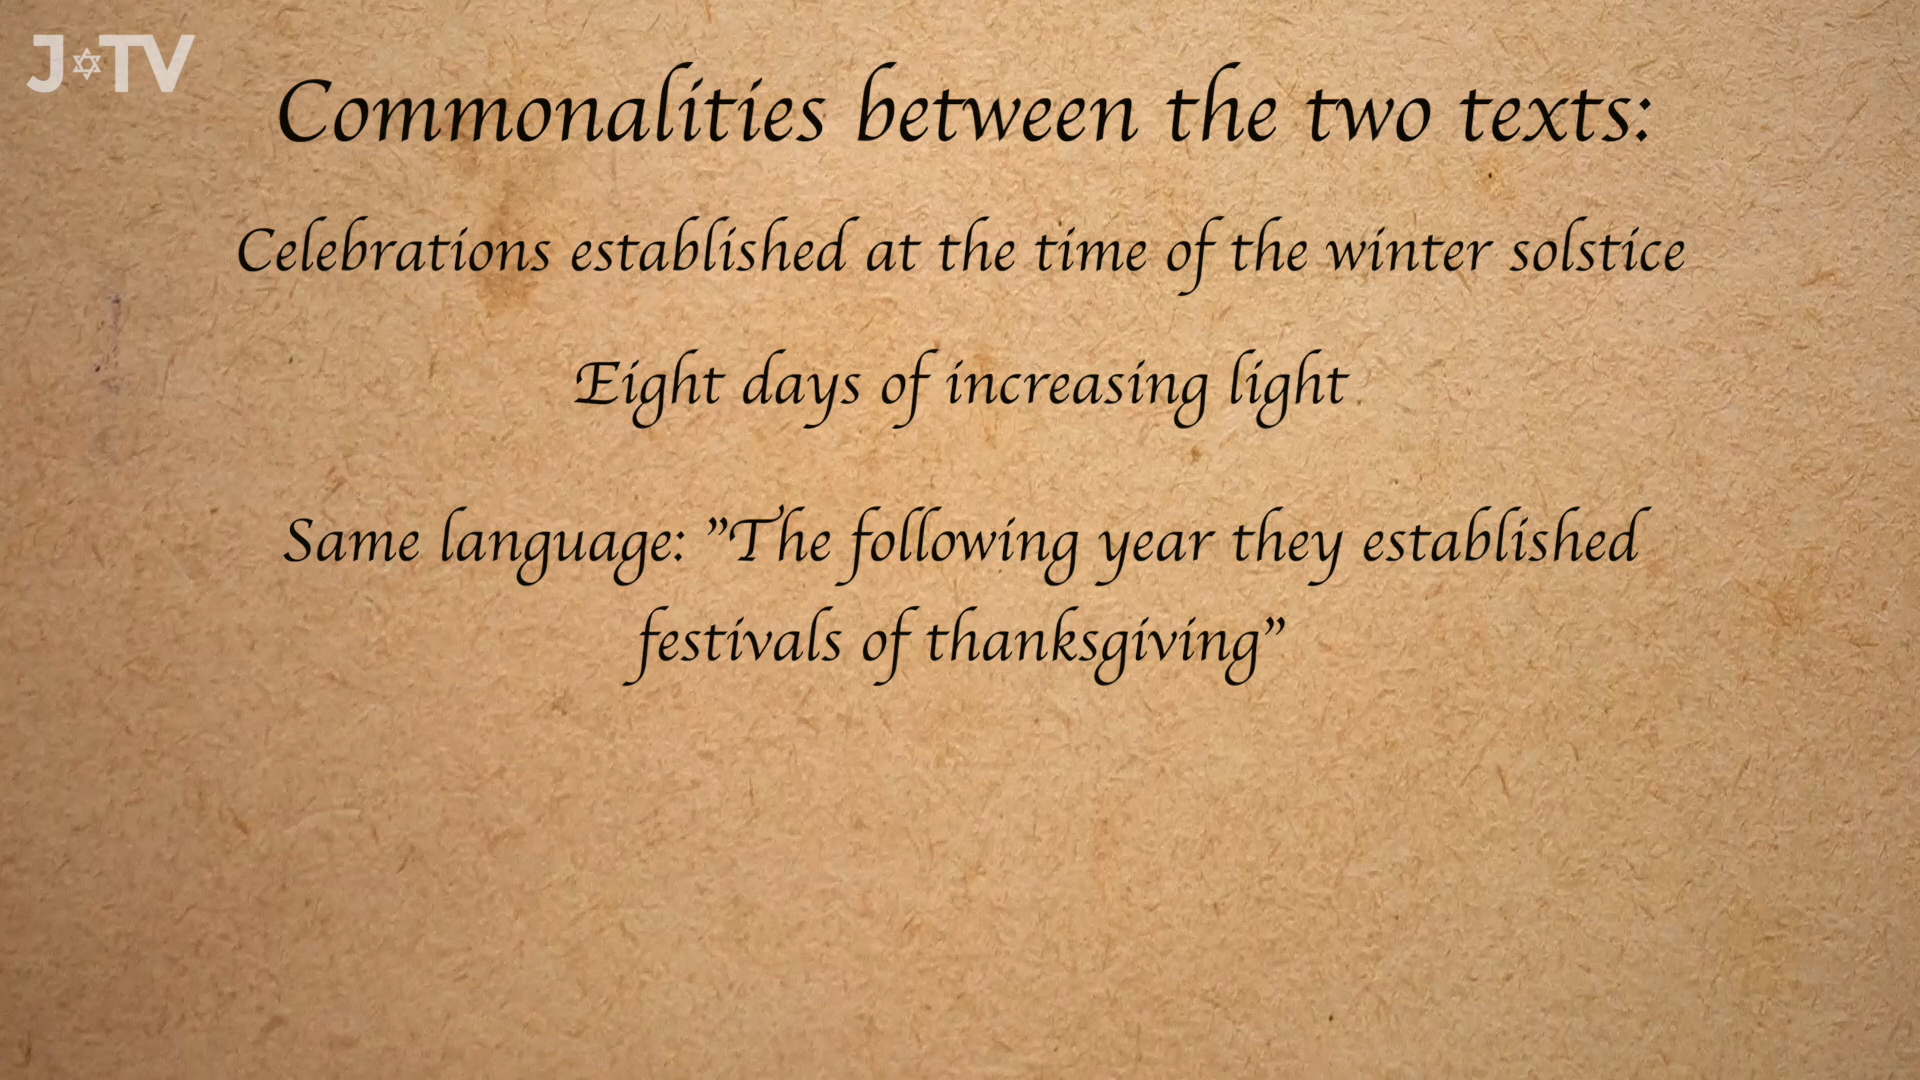 J✡TV
Commonalities between the two texts:
Celebrations established at the time of the winter solstice
Eight days of increasing light
Same language: "The following year they established
festivals of thanksgiving"